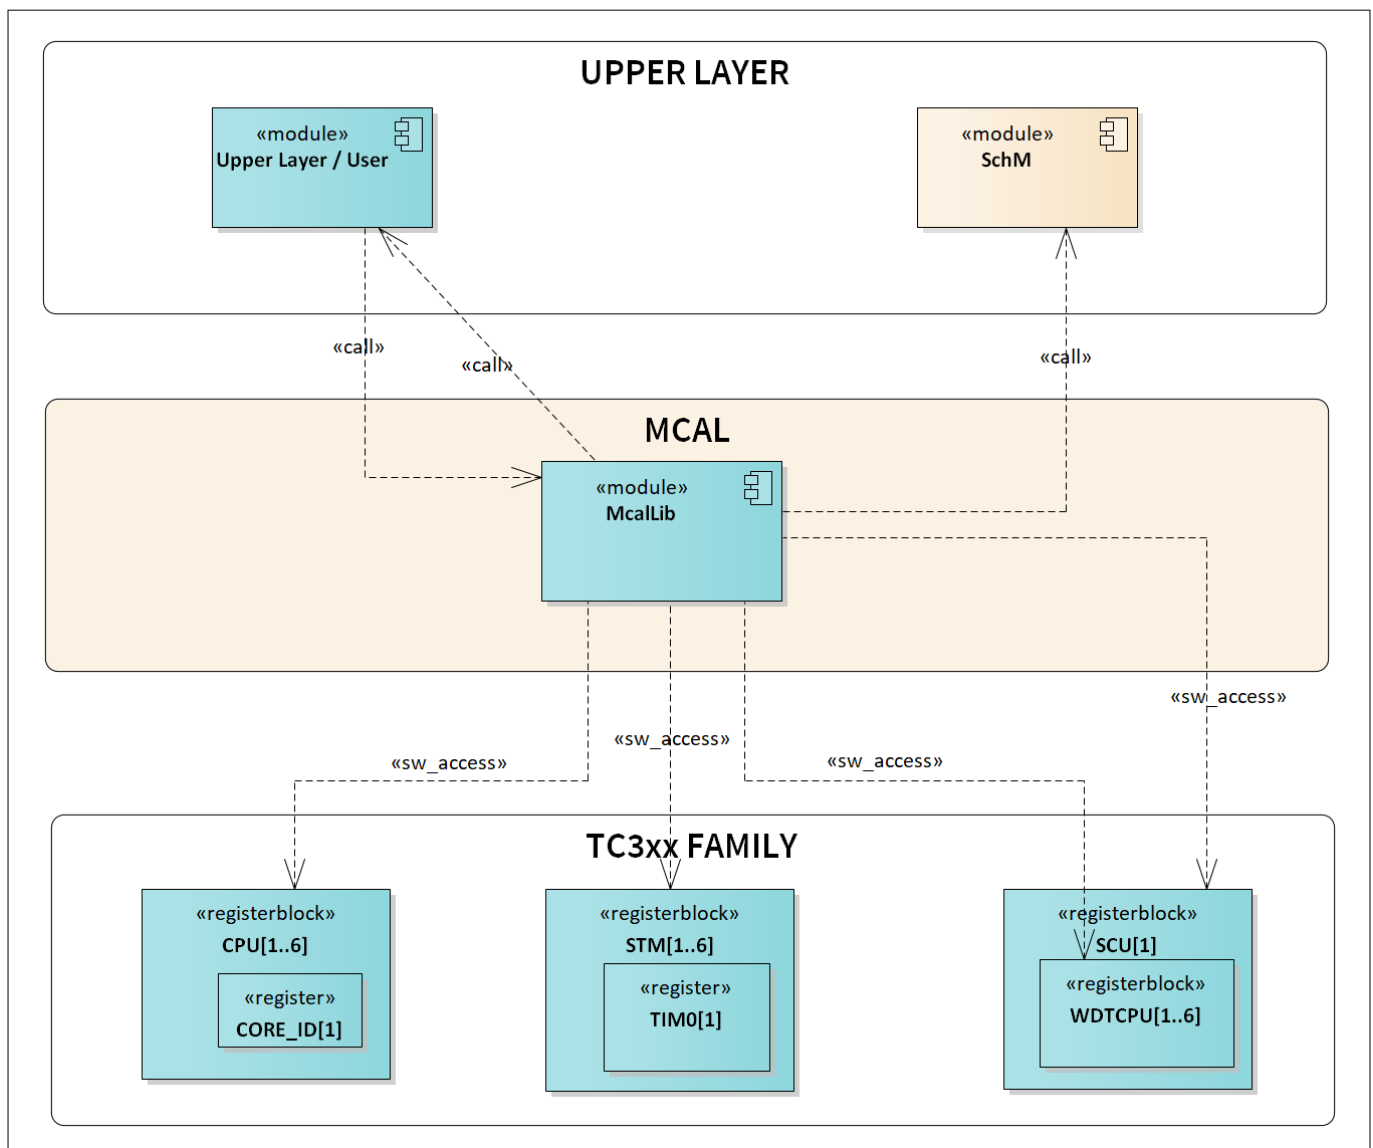 UPPER LAYER
«module»
Upper Layer / User
«module»
SchM
«call»
«call»
«call»
MCAL
«module»
McalLib
«sw_access»
«sw_access»
«sw_access»
«sw_access»
TC3xx FAMILY
«registerblock»
CPU[1..6]
«register»
CORE_ID[1]
«registerblock»
STM[1..6]
«register»
TIM0[1]
«registerblock»
SCU[1]
«registerblock»
WDTCPU[1..6]